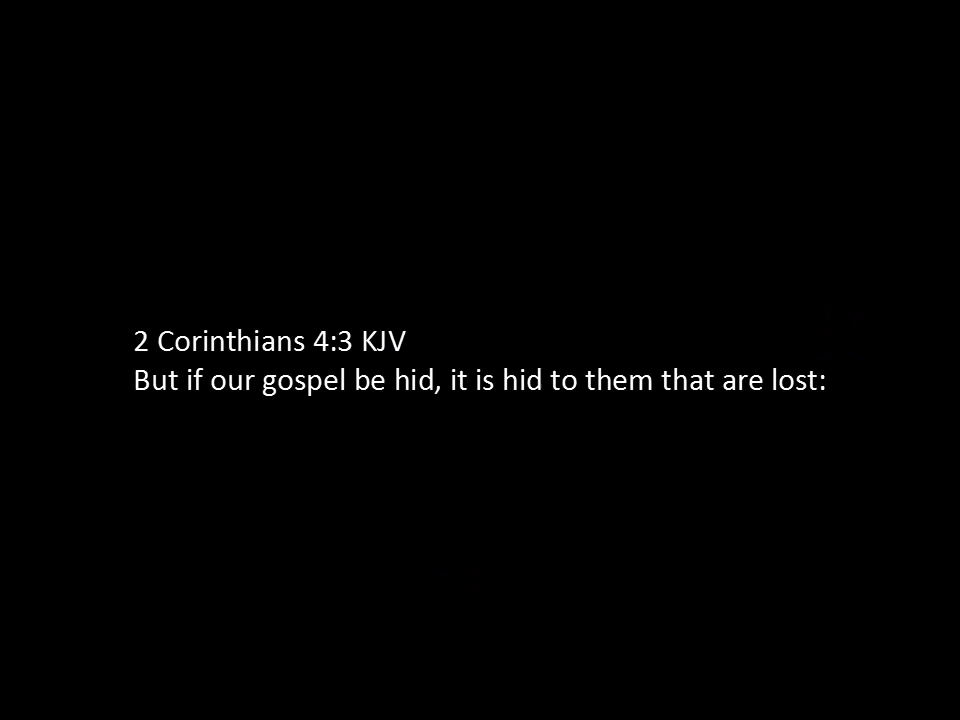 2 Corinthians 4:3 KJV
But if our gospel be hid, it is hid to them that are lost: